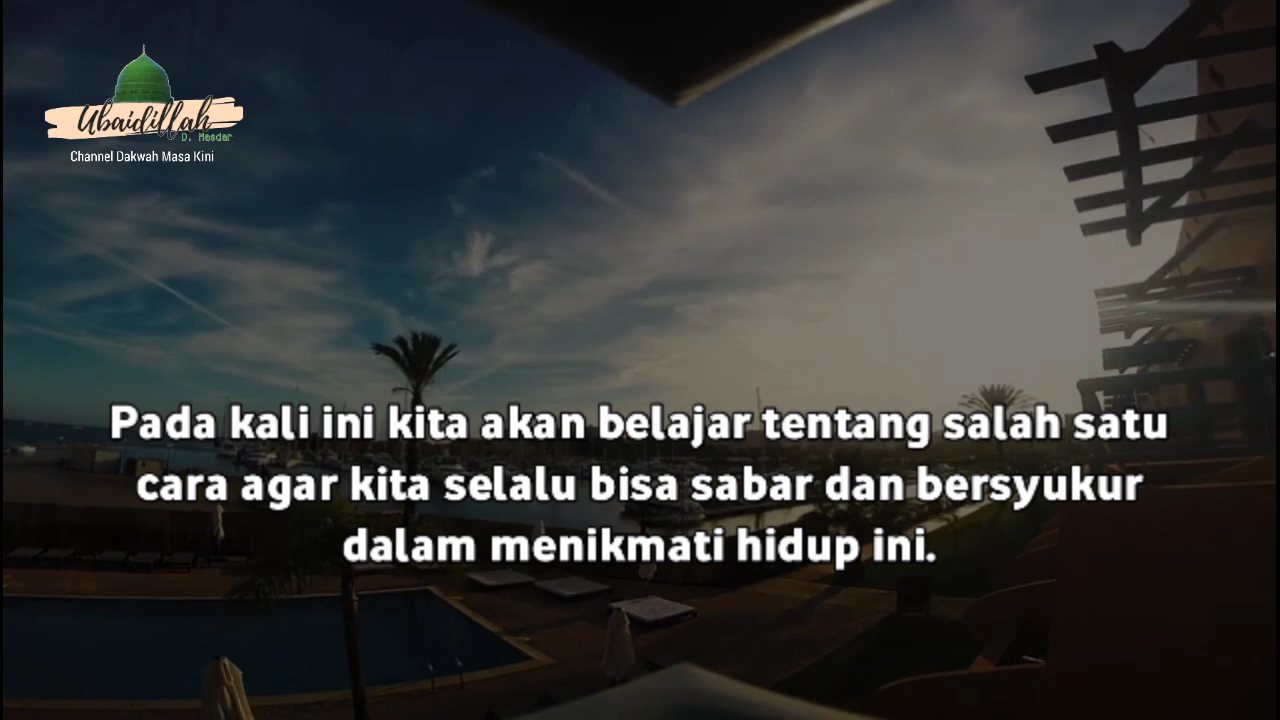 Ubaidillah
D. Masdar
Channel Dakwah Masa Kini
Pada kali ini kita akan belajar tentang salah satu
cara agar kita selalu bisa sabar dan bersyukur
dalam menikmati hidup ini.